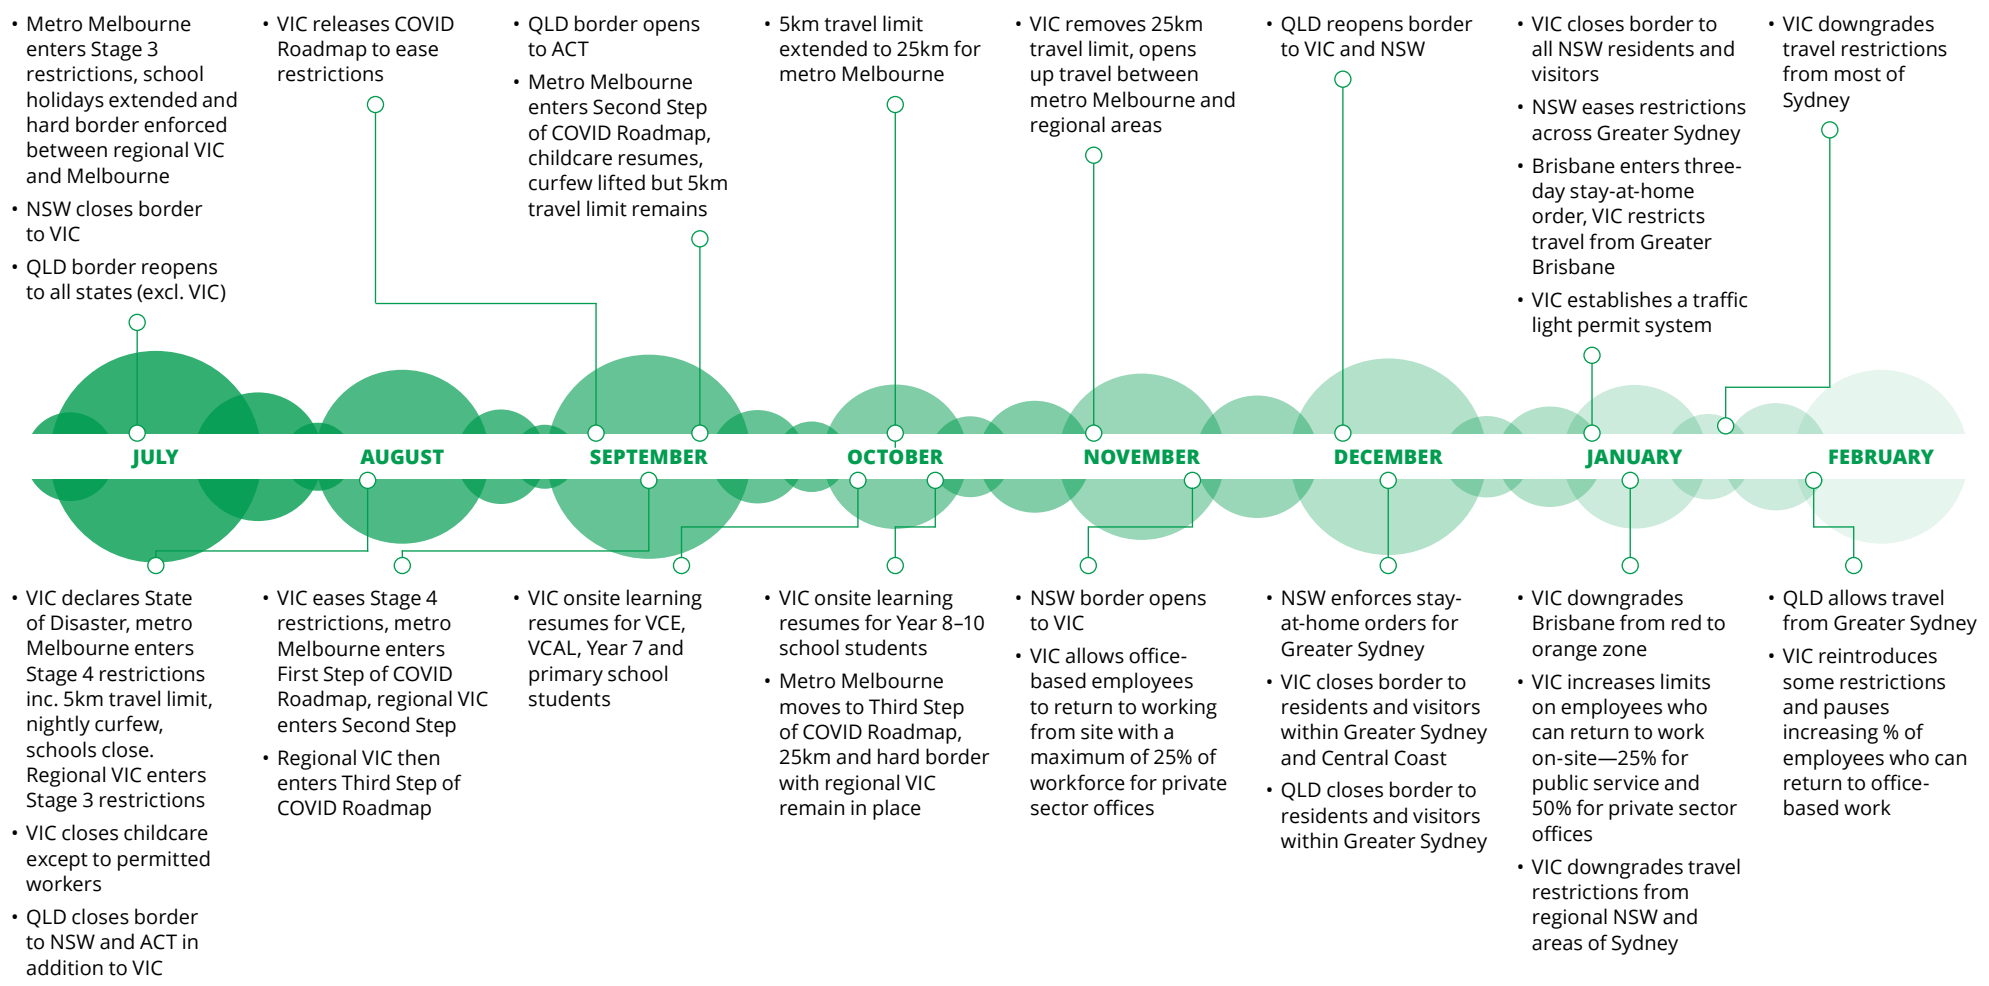 • Metro Melbourne
enters Stage 3
restrictions, school
holidays extended and
hard border enforced
between regional VIC
and Melbourne
• NSW closes border
to VIC
• QLD border reopens
to all states (excl. VIC)
• VIC releases COVID
Roadmap to ease
restrictions
• QLD border opens
to ACT
• Metro Melbourne
enters Second Step
of COVID Roadmap,
childcare resumes,
curfew lifted but 5km
travel limit remains
• 5km travel limit
extended to 25km for
metro Melbourne
• VIC removes 25km
travel limit, opens
up travel between
metro Melbourne and
regional areas
• QLD reopens border
to VIC and NSW
• VIC closes border to
all NSW residents and
visitors
• NSW eases restrictions
across Greater Sydney
• Brisbane enters three-
day stay-at-home
order, VIC restricts
travel from Greater
Brisbane
• VIC establishes a traffic
light permit system
• VIC downgrades
travel restrictions
from most of
Sydney
JULY
AUGUST
SEPTEMBER
OCTOBER
NOVEMBER
DECEMBER
JANUARY
FEBRUARY
• VIC declares State
of Disaster, metro
Melbourne enters
Stage 4 restrictions
inc. 5km travel limit,
nightly curfew,
schools close.
Regional VIC enters
Stage 3 restrictions
• VIC closes childcare
except to permitted
workers
• QLD closes border
to NSW and ACT in
addition to VIC
• VIC eases Stage 4
restrictions, metro
Melbourne enters
First Step of COVID
Roadmap, regional VIC
enters Second Step
• Regional VIC then
enters Third Step of
COVID Roadmap
• VIC onsite learning
resumes for VCE,
VCAL, Year 7 and
primary school
students
• VIC onsite learning
resumes for Year 8–10
school students
• Metro Melbourne
moves to Third Step
of COVID Roadmap,
25km and hard border
with regional VIC
remain in place
• NSW border opens
to VIC
• VIC allows office-
based employees
to return to working
from site with a
maximum of 25% of
workforce for private
sector offices
• NSW enforces stay-
at-home orders for
Greater Sydney
• VIC closes border to
residents and visitors
within Greater Sydney
and Central Coast
• QLD closes border to
residents and visitors
within Greater Sydney
• VIC downgrades
Brisbane from red to
orange zone
• VIC increases limits
on employees who
can return to work
on-site—25% for
public service and
50% for private sector
offices
• VIC downgrades travel
restrictions from
regional NSW and
areas of Sydney
• QLD allows travel
from Greater Sydney
• VIC reintroduces
some restrictions
and pauses
increasing % of
employees who can
return to office-
based work